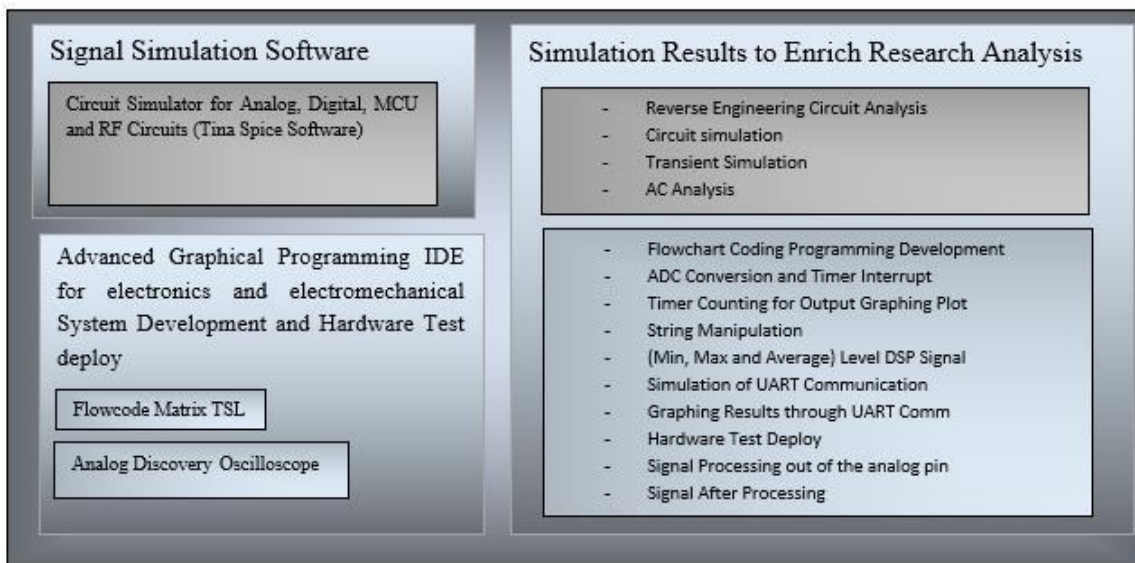 Signal Simulation Software
Circuit Simulator for Analog, Digital, MCU
and RF Circuits (Tina Spice Software)
Advanced Graphical Programming IDE
for electronics and electromechanical
System Development and Hardware Test
deploy
Flowcode Matrix TSL
Analog Discovery Oscilloscope
Simulation Results to Enrich Research Analysis
- Reverse Engineering Circuit Analysis
- Circuit simulation
- Transient Simulation
- AC Analysis
- Flowchart Coding Programming Development
- ADC Conversion and Timer Interrupt
- Timer Counting for Output Graphing Plot
- String Manipulation
- (Min, Max and Average) Level DSP Signal
- Simulation of UART Communication
- Graphing Results through UART Comm
- Hardware Test Deploy
- Signal Processing out of the analog pin
- Signal After Processing